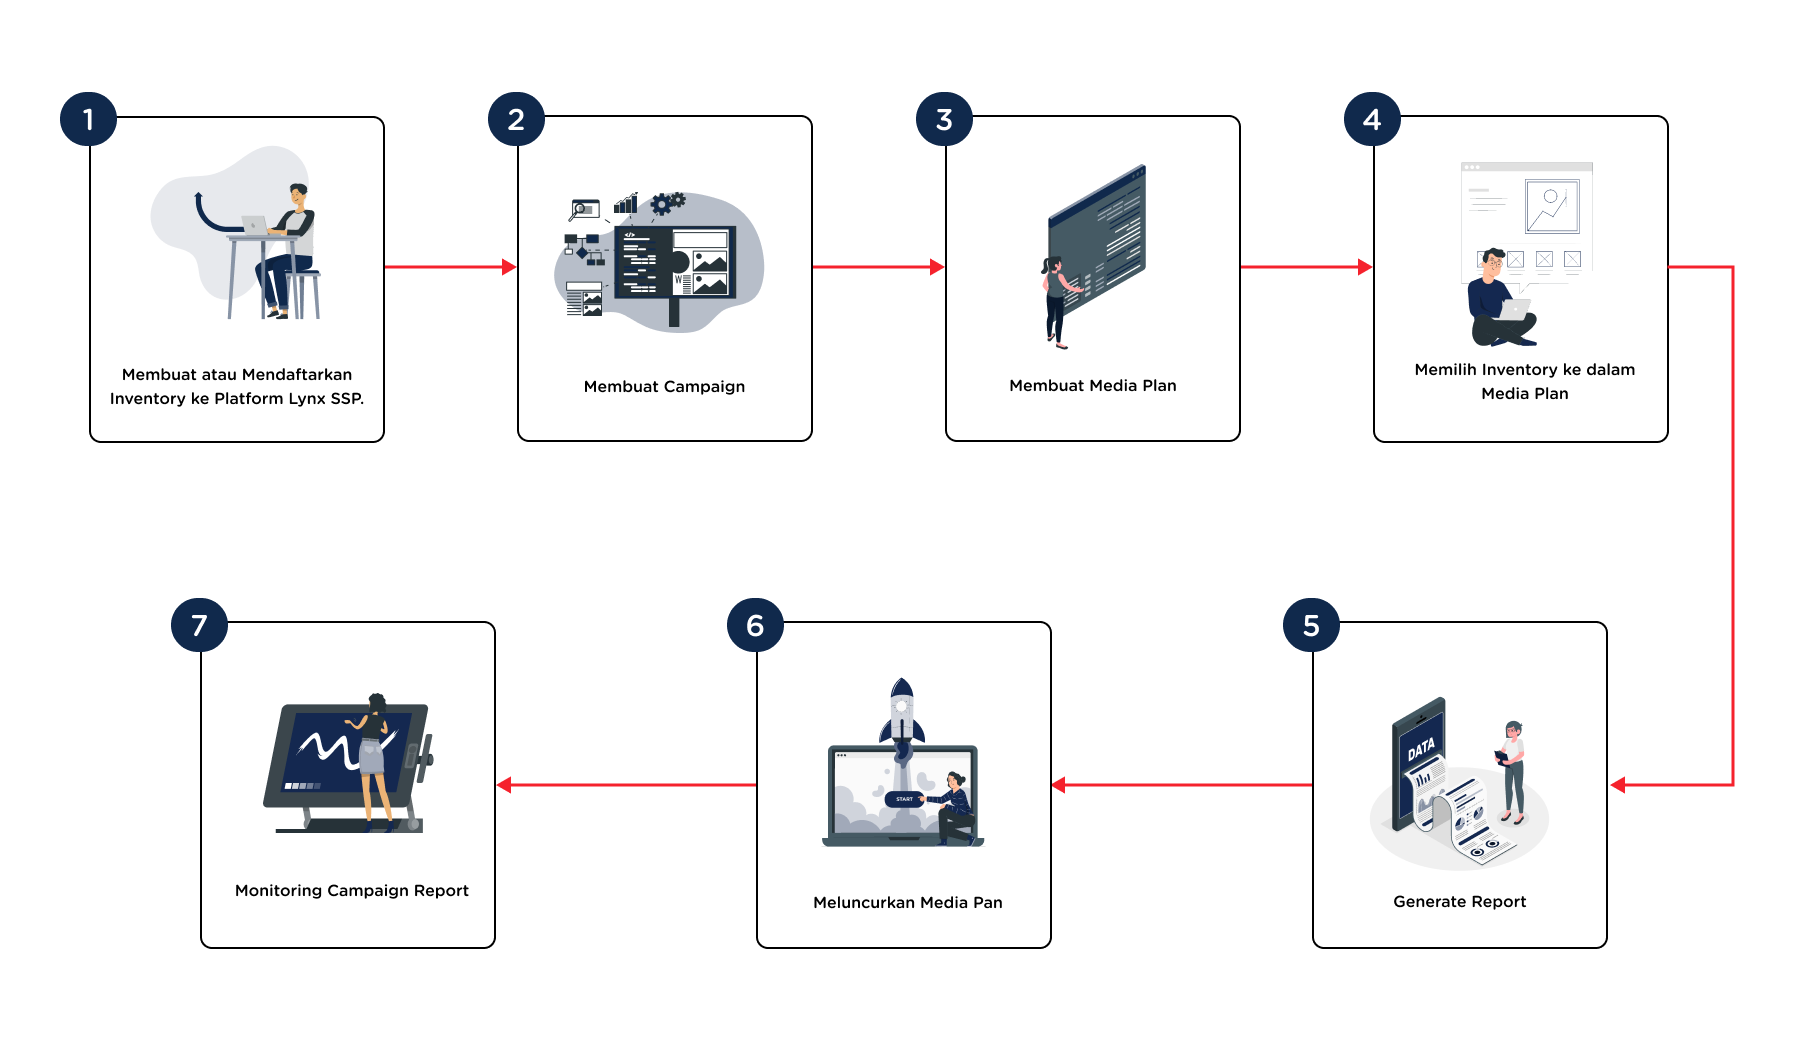 1
2
3
4
Membuat atau Mendaftarkan
Inventory ke Platform Lynx SSP.
</>
W
Membuat Campaign
Membuat Media Plan
Memilih Inventory ke dalam
Media Plan
7
6
5
Monitoring Campaign Report
START
Meluncurkan Media Pan
DATA
Generate Report